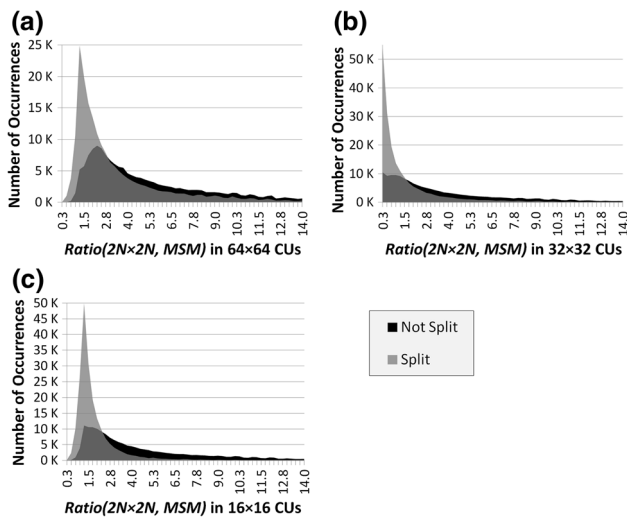 (a)
Number of Occurrences
25 K
20 K
15 K
10 K
5 K
0 K
0.3
1.5
2.8
4.0
5.3
6.5
7.8
9.0
10.3
11.5
12.8
14.0
Ratio(2N×2N, MSM) in 64×64 CUs
(b)
Number of Occurrences
50 K
40 K
30 K
20 K
10 K
0 K
0.3
1.5
2.8
4.0
5.3
6.5
7.8
9.0
10.3
11.5
12.8
14.0
Ratio(2N×2N, MSM) in 32×32 CUs
(c)
Number of Occurrences
50 K
45 K
40 K
35 K
30 K
25 K
20 K
15 K
10 K
5 K
0 K
0.3
1.5
2.8
4.0
5.3
6.5
7.8
9.0
10.3
11.5
12.8
14.0
Ratio(2N×2N, MSM) in 16×16 CUs
Not Split
Split